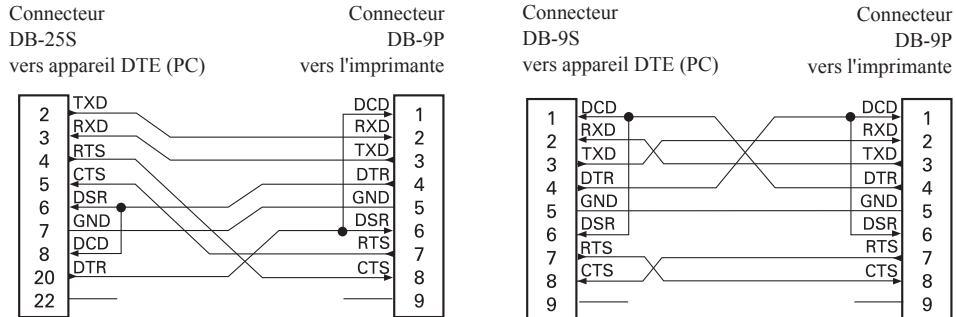 Connecteur
DB-25S
vers appareil DTE (PC)
Connecteur
DB-9P
vers l'imprimante
2 TXD DCD 1
3 RXD RXD 2
4 RTS TXD 3
5 CTS DTR 4
6 DSR GND 5
7 GND DSR 6
8 DCD RTS 7
20 DTR CTS 8
22 9
Connecteur
DB-9S
vers appareil DTE (PC)
Connecteur
DB-9P
vers l'imprimante
1 DCD DCD 1
2 RXD RXD 2
3 TXD TXD 3
4 DTR DTR 4
5 GND GND 5
6 DSR DSR 6
7 RTS RTS 7
8 CTS CTS 8
9 9